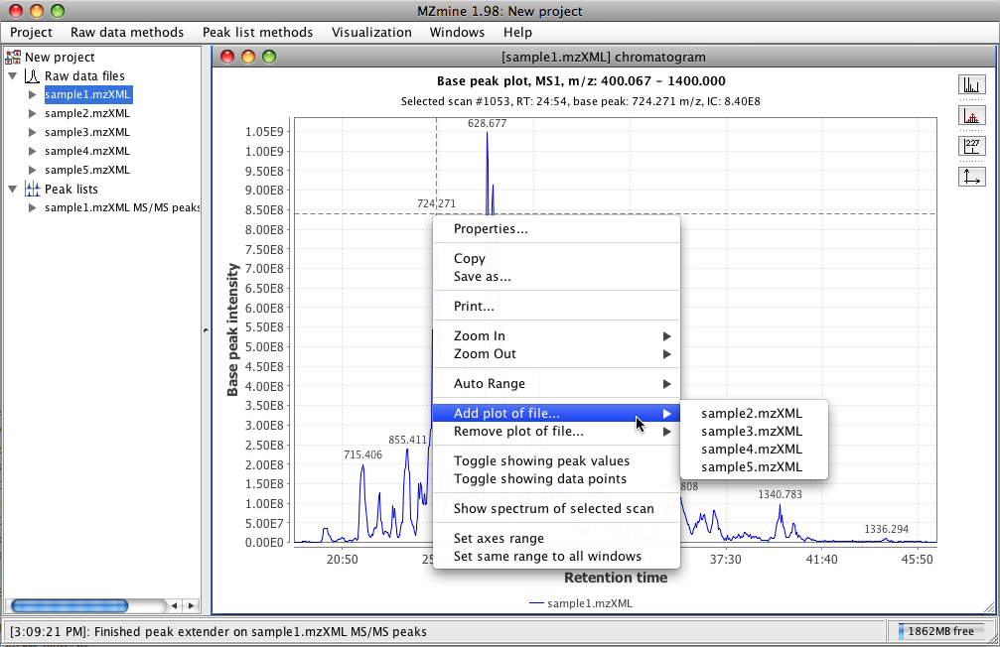 MZmine 1.98: New project
Project Raw data methods Peak list methods Visualization Windows Help
New project
Raw data files
sample1.mzXML
sample2.mzXML
sample3.mzXML
sample4.mzXML
sample5.mzXML
Peak lists
sample1.mzXML MS/MS peaks
[sample1.mzXML] chromatogram
Base peak plot, MS1, m/z: 400.067 – 1400.000
Selected scan #1053, RT: 24:54, base peak: 724.271 m/z, IC: 8.40E8
227
Base peak intensity
1.05E9
1.00E9
9.50E8
9.00E8
8.50E8
8.00E8
7.50E8
7.00E8
6.50E8
6.00E8
5.50E8
5.00E8
4.50E8
4.00E8
3.50E8
3.00E8
2.50E8
2.00E8
1.50E8
1.00E8
5.00E7
0.00E0
628.677
724.271
855.411
715.406
808
1340.783
1336.294
Properties...
Copy
Save as...
Print...
Zoom In
Zoom Out
Auto Range
Add plot of file...
Remove plot of file...
Toggle showing peak values
Toggle showing data points
Show spectrum of selected scan
Set axes range
Set same range to all windows
sample2.mzXML
sample3.mzXML
sample4.mzXML
sample5.mzXML
20:50 25 37:30 41:40 45:50
Retention time
sample1.mzXML
[3:09:21 PM]: Finished peak extender on sample1.mzXML MS/MS peaks
1862MB free